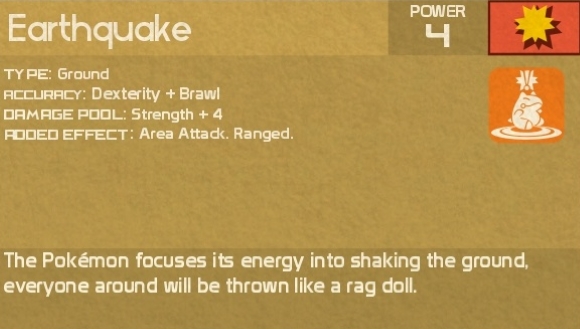 Earthquake
POWER
4
TYPE: Ground
ACCURACY: Dexterity + Brawl
DAMAGE POOL: Strength + 4
ADDED EFFECT: Area Attack. Ranged.
The Pokémon focuses its energy into shaking the ground,
everyone around will be thrown like a rag doll.